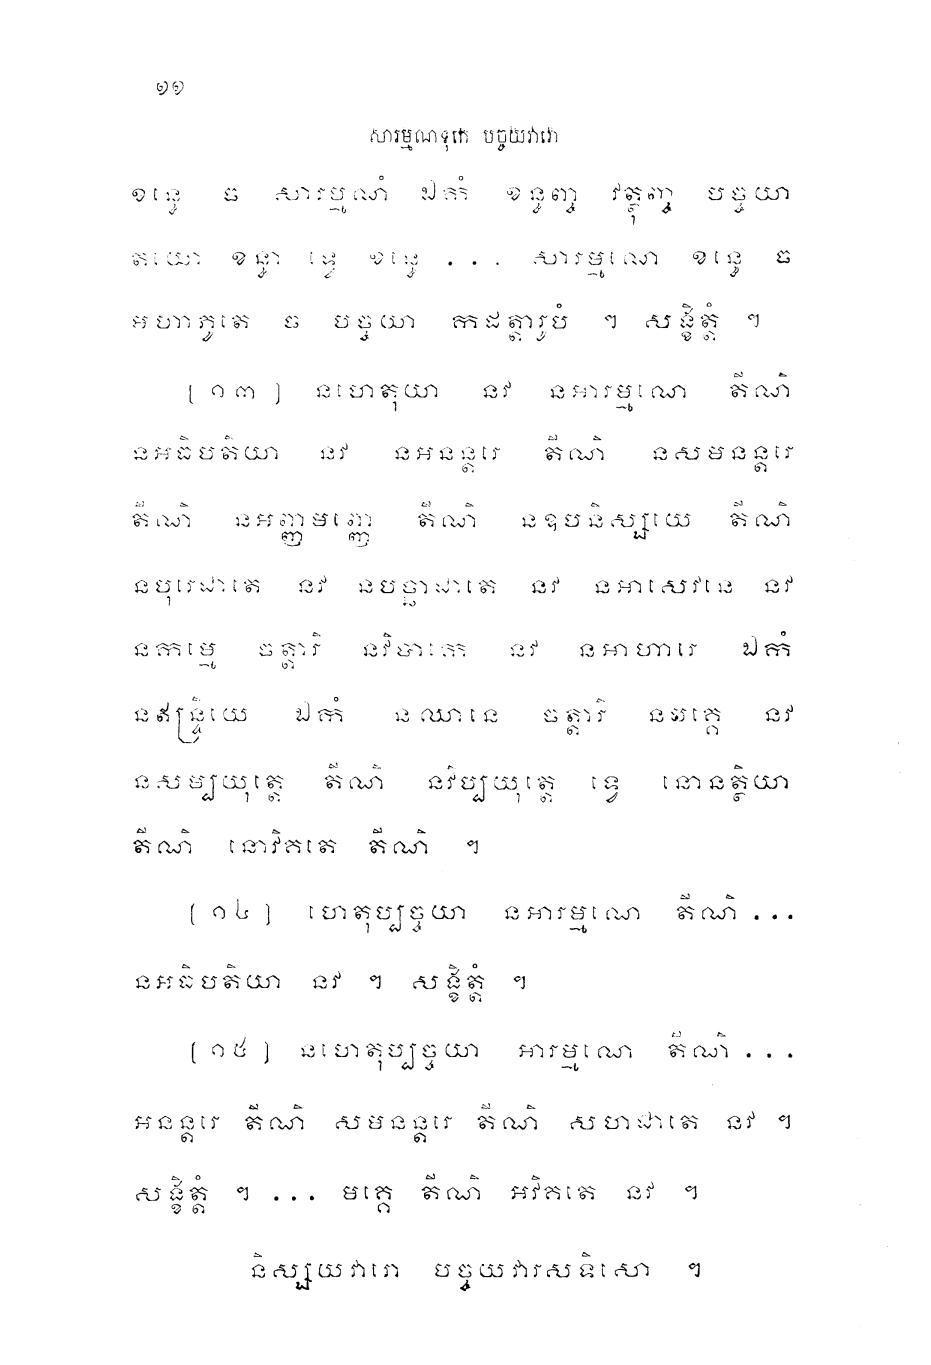 ១១
សារម្មណទុកេ បច្ចយវារោ
ខន្ធេ ច សារម្មណំ ឯកំ ខន្ធញ្ច វត្ថុញ្ច បច្ចយា
តយោ ខន្ធា ទ្វេ ខន្ធេ ... សារម្មណេ ខន្ធេ ច
មហាភូតេ ច បច្ចយា កដត្តារូបំ ។ សង្ខិត្តំ ។
[១៣] នហេតុយា នវ នអារម្មណេ តីណិ
នអធិបតិយា នវ នអនន្តរេ តីណិ នសមនន្តរេ
តីណិ នអញ្ញមញ្ញេ តីណិ នឧបនិស្សយេ តីណិ
នបុរេជាតេ នវ នបច្ឆាជាតេ នវ នអាសេវនេ នវ
នកម្មេ ចត្តារិ នវិបាកេ នវ នអាហារេ ឯកំ
នឥន្ទ្រិយេ ឯកំ នឈានេ ចត្តារិ នមគ្គេ នវ
នសម្បយុត្តេ តីណិ នវិប្បយុត្តេ ទ្វេ នោនត្ថិយា
តីណិ នោវិគតេ តីណិ ។
[១៤] ហេតុប្បច្ចយា នអារម្មណេ តីណិ ...
នអធិបតិយា នវ ។ សង្ខិត្តំ ។
[១៥] នហេតុប្បច្ចយា អារម្មណេ តីណិ ...
អនន្តរេ តីណិ សមនន្តរេ តីណិ សហជាតេ នវ ។
សង្ខិត្តំ ។ ... មគ្គេ តីណិ អវិគតេ នវ ។
និស្សយវារោ បច្ចយវារសទិសោ ។